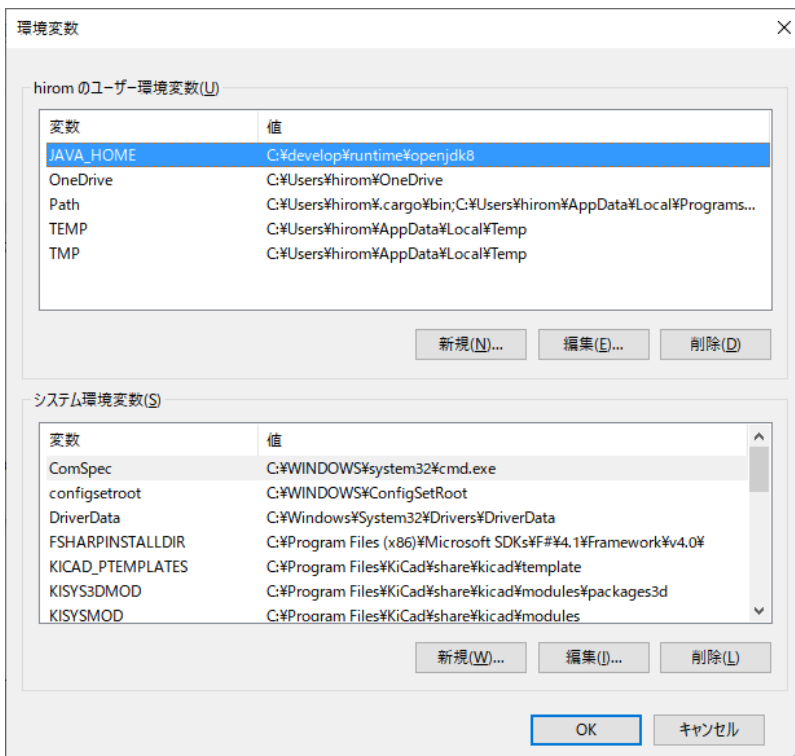 環境変数
hirom のユーザー環境変数(U)
変数 値
JAVA_HOME C:¥develop¥runtime¥openjdk8
OneDrive C:¥Users¥hirom¥OneDrive
Path C:¥Users¥hirom¥.cargo¥bin;C:¥Users¥hirom¥AppData¥Local¥Programs...
TEMP C:¥Users¥hirom¥AppData¥Local¥Temp
TMP C:¥Users¥hirom¥AppData¥Local¥Temp
新規(N)... 編集(E)... 削除(D)
システム環境変数(S)
変数 値
ComSpec C:¥WINDOWS¥system32¥cmd.exe
configsetroot C:¥WINDOWS¥ConfigSetRoot
DriverData C:¥Windows¥System32¥Drivers¥DriverData
FSHARPINSTALLDIR C:¥Program Files (x86)¥Microsoft SDKs¥F#¥4.1¥Framework¥v4.0¥
KICAD_PTEMPLATES C:¥Program Files¥KiCad¥share¥kicad¥template
KISYS3DMOD C:¥Program Files¥KiCad¥share¥kicad¥modules¥packages3d
KISYSMOD C:¥Program Files¥KiCad¥share¥kicad¥modules
新規(W)... 編集(I)... 削除(L)
OK キャンセル